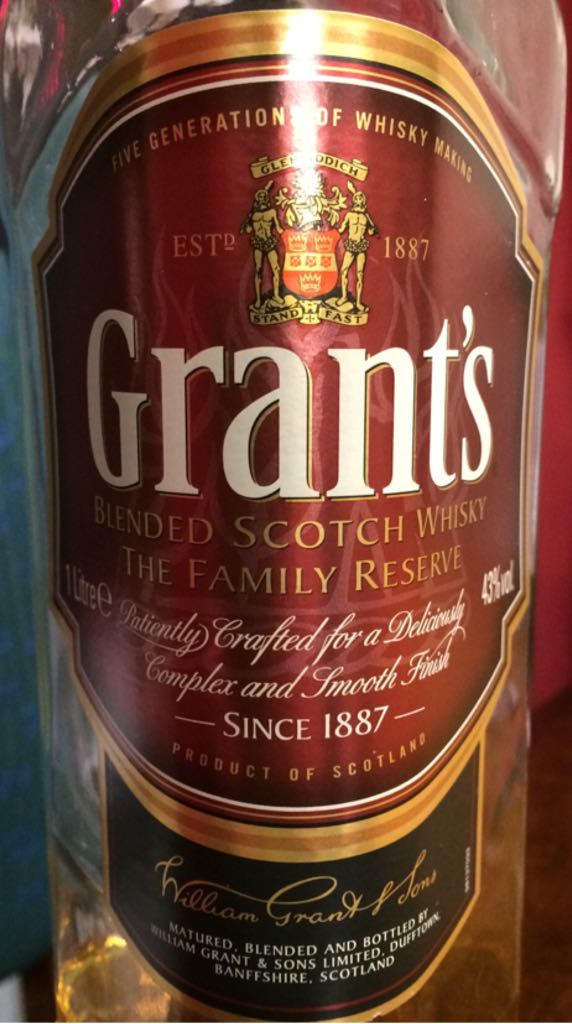 FIVE GENERATIONS OF WHISKY MAKING
ESTD 1887
STAND FAST
Grant's
BLENDED SCOTCH WHISKY
THE FAMILY RESERVE
1 Litre e 43%vol.
Patiently Crafted for a Deliciously
Complex and Smooth Finish
— SINCE 1887 —
PRODUCT OF SCOTLAND
William Grant & Sons
MATURED, BLENDED AND BOTTLED BY
WILLIAM GRANT & SONS LIMITED, DUFFTOWN,
BANFFSHIRE, SCOTLAND